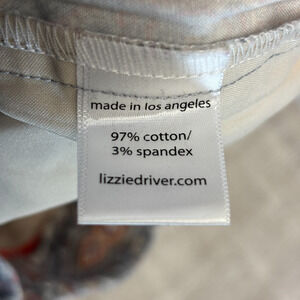 made in los angeles
97% cotton/
3% spandex
lizziedriver.com